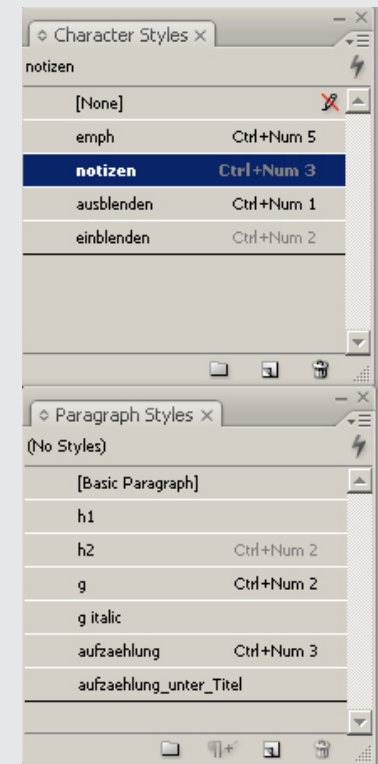 Character Styles
notizen
[None]
emph Ctrl+Num 5
notizen Ctrl+Num 3
ausblenden Ctrl+Num 1
einblenden Ctrl+Num 2
Paragraph Styles
(No Styles)
[Basic Paragraph]
h1
h2 Ctrl+Num 2
g Ctrl+Num 2
g italic
aufzaehlung Ctrl+Num 3
aufzaehlung_unter_Titel